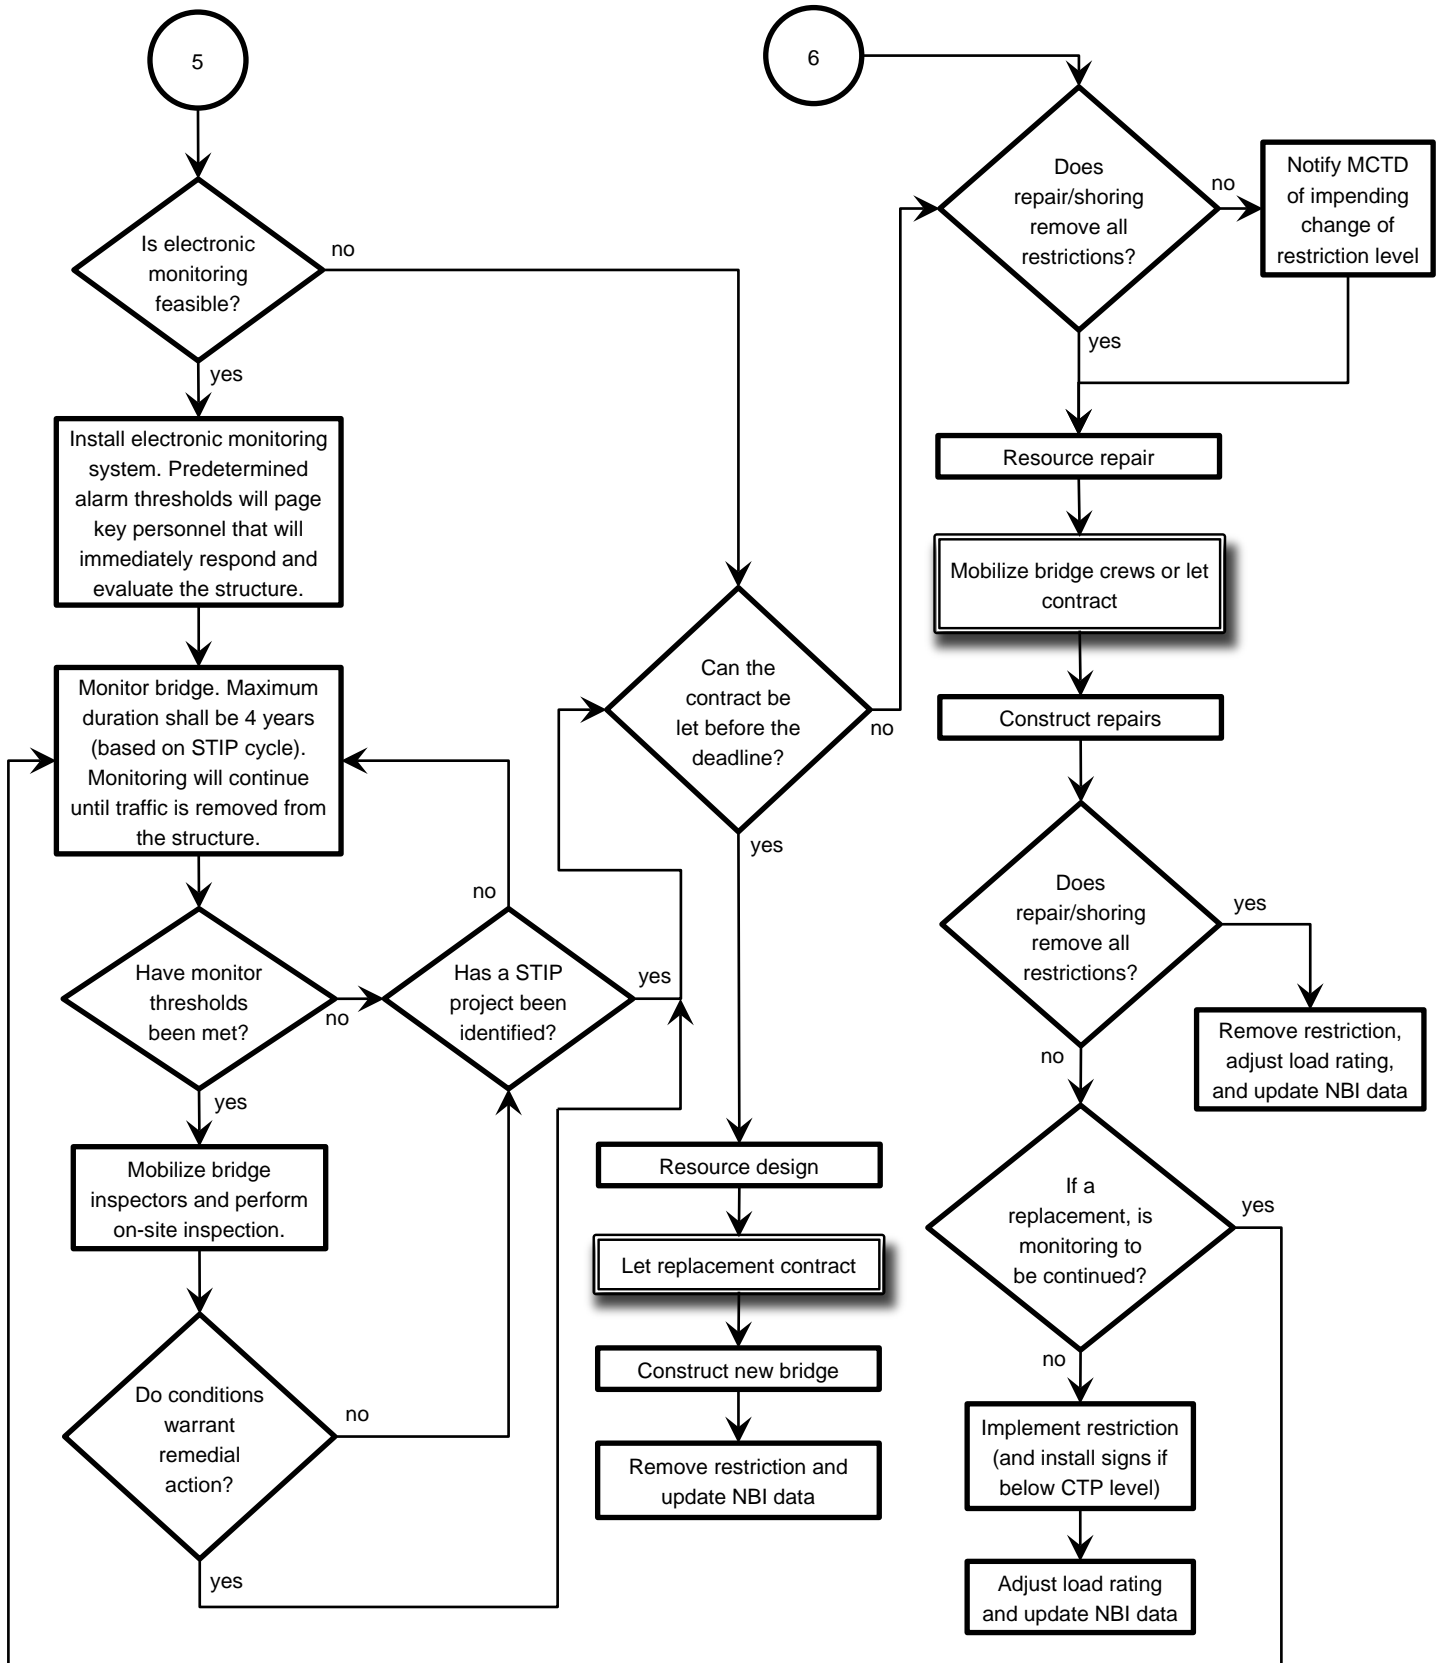 5
Is electronic
monitoring
feasible?
no
yes
Install electronic monitoring
system. Predetermined
alarm thresholds will page
key personnel that will
immediately respond and
evaluate the structure.
Monitor bridge. Maximum
duration shall be 4 years
(based on STIP cycle).
Monitoring will continue
until traffic is removed from
the structure.
Have monitor
thresholds
been met?
no
yes
Has a STIP
project been
identified?
no
yes
Mobilize bridge
inspectors and perform
on-site inspection.
Do conditions
warrant
remedial
action?
no
yes
Can the
contract be
let before the
deadline?
no
yes
Resource design
Let replacement contract
Construct new bridge
Remove restriction and
update NBI data
6
Does
repair/shoring
remove all
restrictions?
no
yes
Notify MCTD
of impending
change of
restriction level
Resource repair
Mobilize bridge crews or let
contract
Construct repairs
Does
repair/shoring
remove all
restrictions?
yes
no
Remove restriction,
adjust load rating,
and update NBI data
If a
replacement, is
monitoring to
be continued?
yes
no
Implement restriction
(and install signs if
below CTP level)
Adjust load rating
and update NBI data